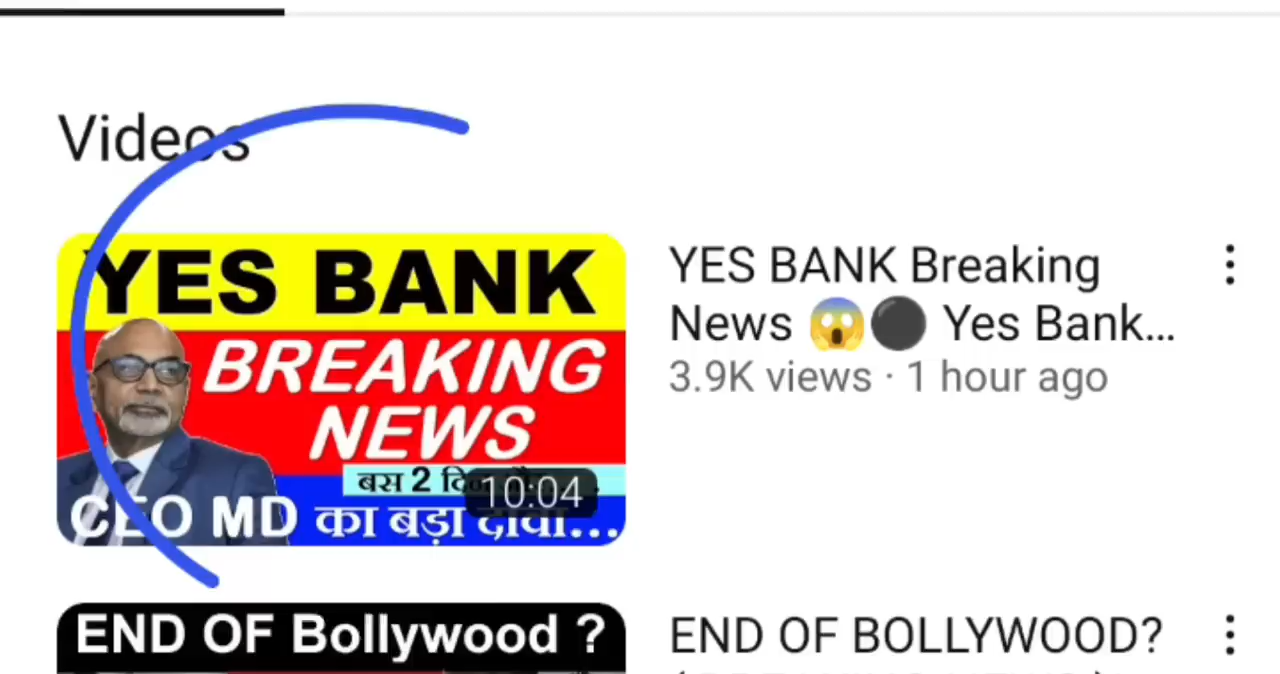 Videos
YES BANK
BREAKING
NEWS
बस 2
10:04
CEO MD का बड़ा दावा...
YES BANK Breaking
News 😱⚫ Yes Bank...
3.9K views · 1 hour ago
END OF Bollywood ?
END OF BOLLYWOOD?